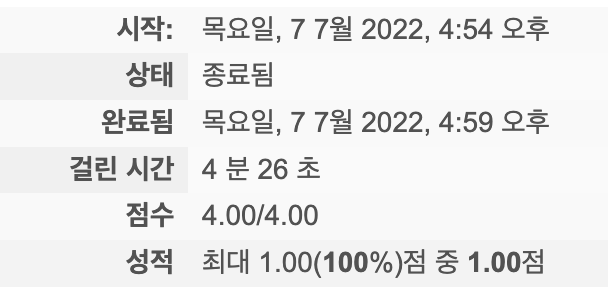 시작: 목요일, 7 7월 2022, 4:54 오후
상태 종료됨
완료됨 목요일, 7 7월 2022, 4:59 오후
걸린 시간 4 분 26 초
점수 4.00/4.00
성적 최대 1.00(100%)점 중 1.00점